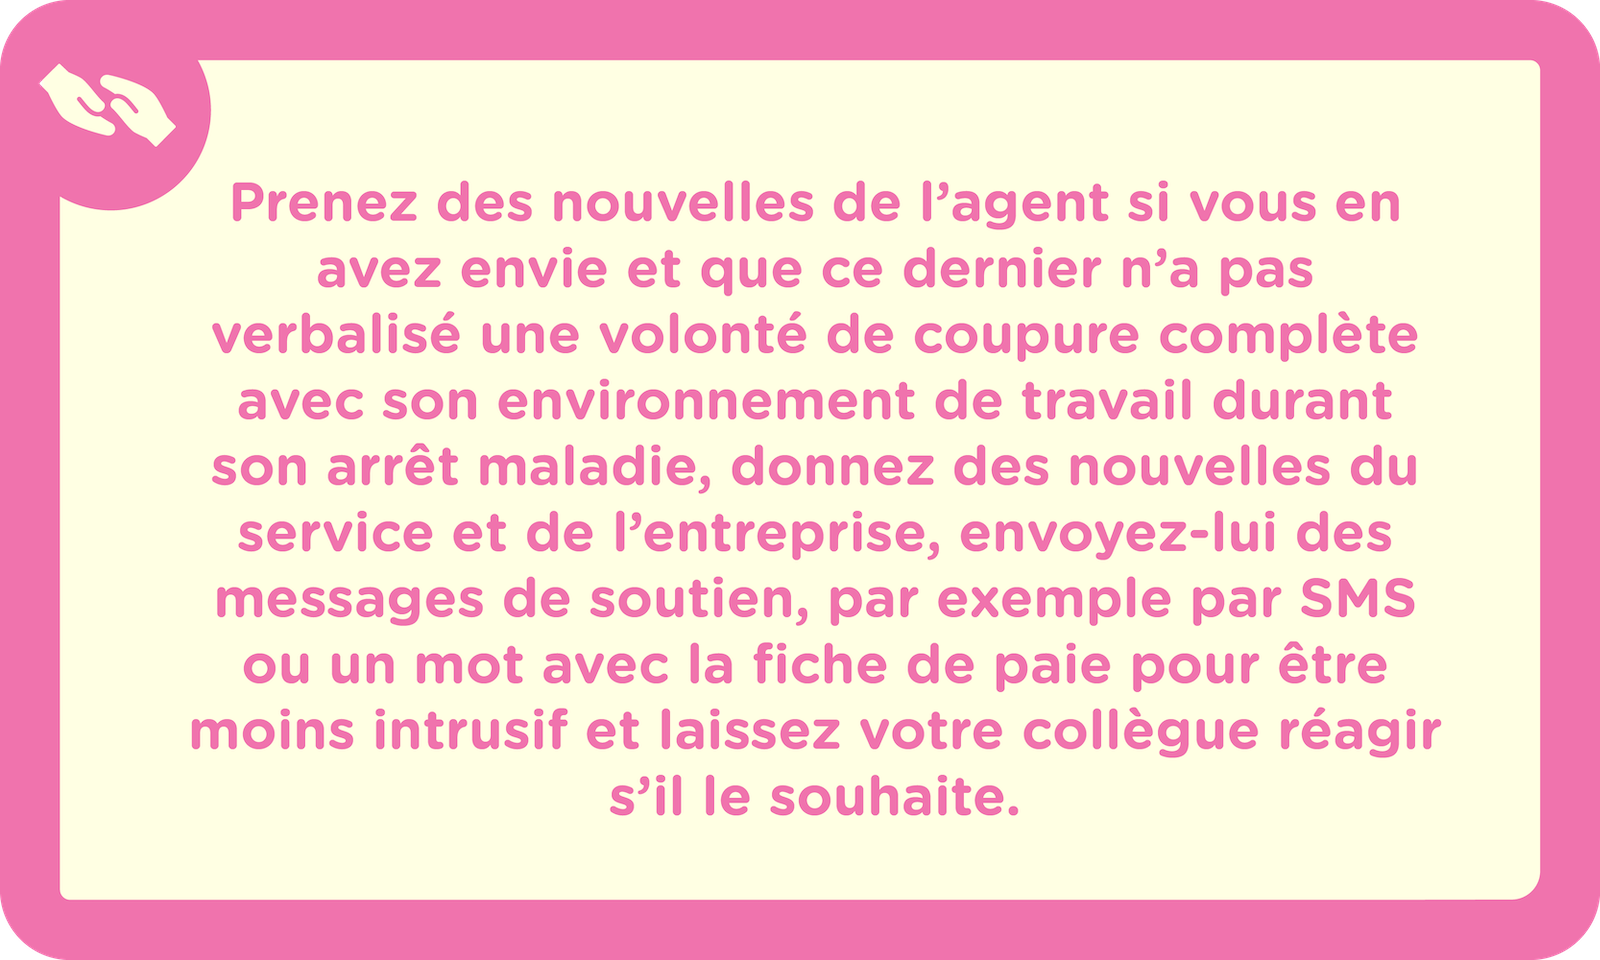 Prenez des nouvelles de l’agent si vous en
avez envie et que ce dernier n’a pas
verbalisé une volonté de coupure complète
avec son environnement de travail durant
son arrêt maladie, donnez des nouvelles du
service et de l’entreprise, envoyez-lui des
messages de soutien, par exemple par SMS
ou un mot avec la fiche de paie pour être
moins intrusif et laissez votre collègue réagir
s’il le souhaite.